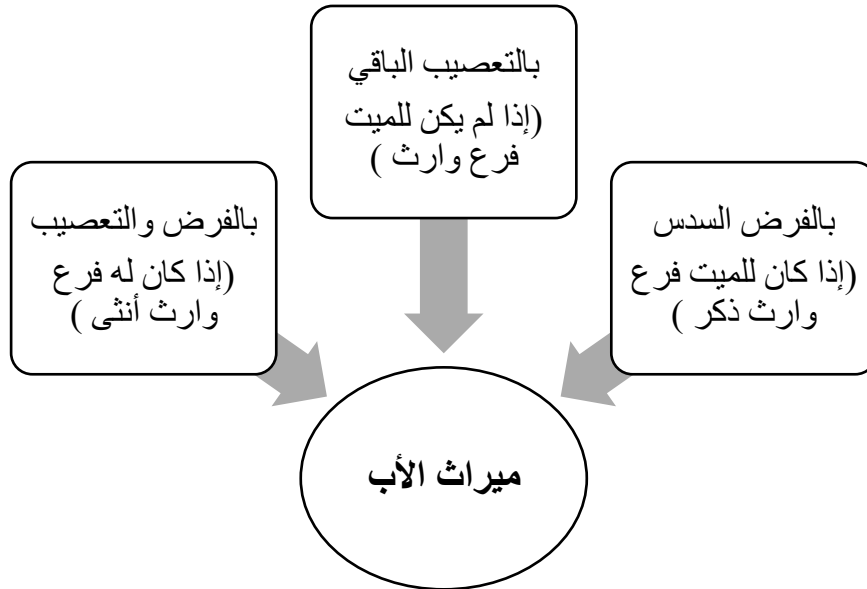 بالفرض السدس
(إذا كان للميت فرع
وارث ذكر )
بالتعصيب الباقي
(إذا لم يكن للميت
فرع وارث )
بالفرض والتعصيب
(إذا كان له فرع
وارث أنثى )
ميراث الأب